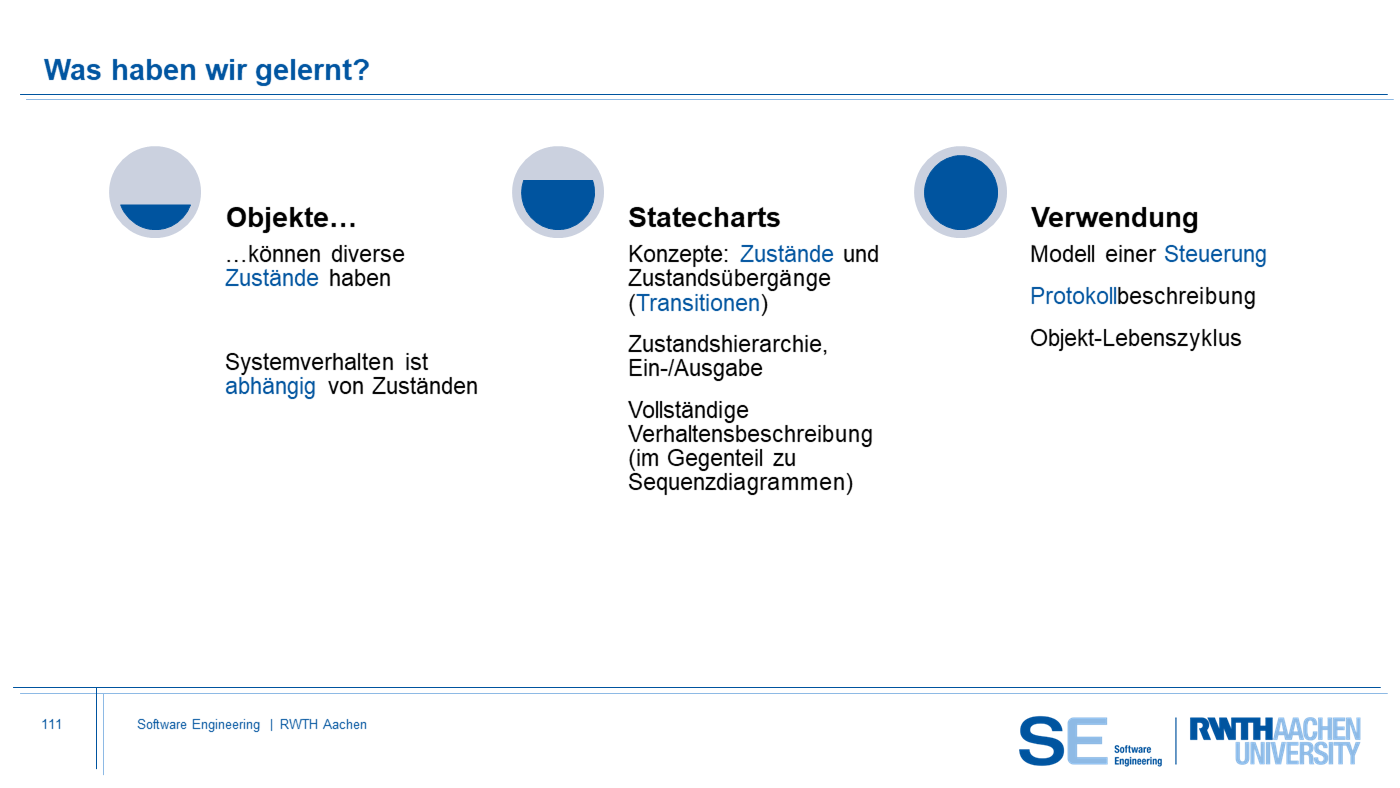 Was haben wir gelernt?
Objekte…
…können diverse
Zustände haben
Systemverhalten ist
abhängig von Zuständen
Statecharts
Konzepte: Zustände und
Zustandsübergänge
(Transitionen)
Zustandshierarchie,
Ein-/Ausgabe
Vollständige
Verhaltensbeschreibung
(im Gegenteil zu
Sequenzdiagrammen)
Verwendung
Modell einer Steuerung
Protokollbeschreibung
Objekt-Lebenszyklus
111
Software Engineering | RWTH Aachen
SE Software
Engineering
RWTHAACHEN
UNIVERSITY